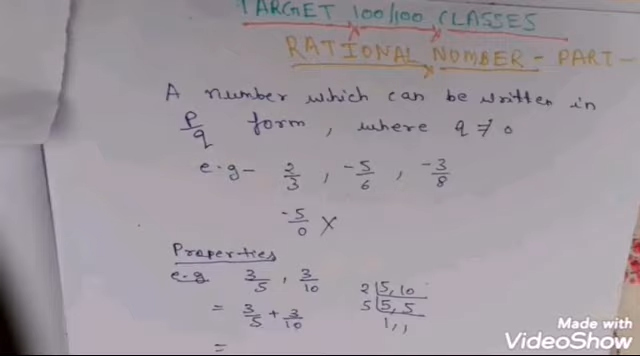 TARGET 100/100 CLASSES
RATIONAL NUMBER - PART -
A number which can be written in
p/q form, where q ≠ 0
e.g- 2/3, -5/6, -3/8
-5/0 ×
Properties
e.g 3/5, 3/10
= 3/5 + 3/10
=
2|5, 10
5|5, 5
1, ,
Made with
VideoShow